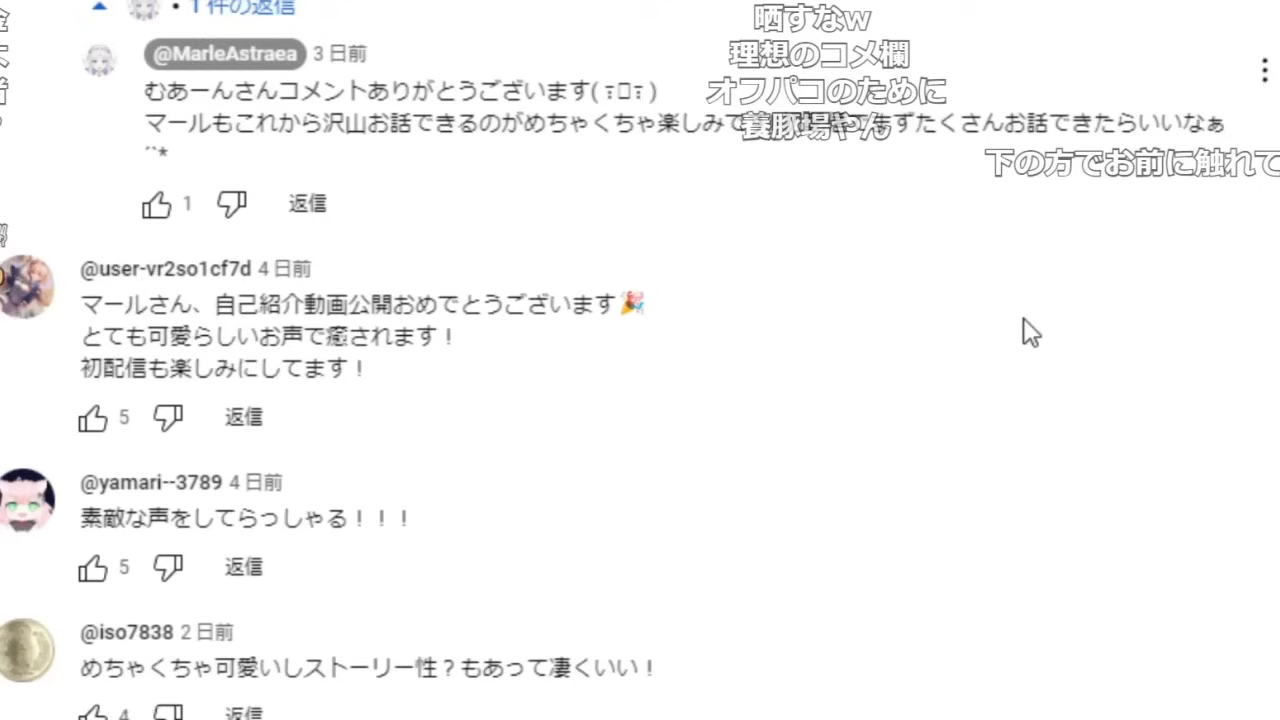 1 件の返信
晒すなw
@MarleAstraea 3 日前
理想のコメ欄
むあーんさんコメントありがとうございます(
オフパコのために
マールもこれから沢山お話できるのがめちゃくちゃ楽しみで
養豚場やん
ますたくさんお話できたらいいなぁ
下の方でお前に触れて
1 返信
@user-vr2so1cf7d 4 日前
マールさん、自己紹介動画公開おめでとうございます🎉
とても可愛らしいお声で癒されます！
初配信も楽しみにしてます！
5 返信
@yamari--3789 4 日前
素敵な声をしてらっしゃる！！！
5 返信
@iso7838 2 日前
めちゃくちゃ可愛いしストーリー性？もあって凄くいい！
4 返信